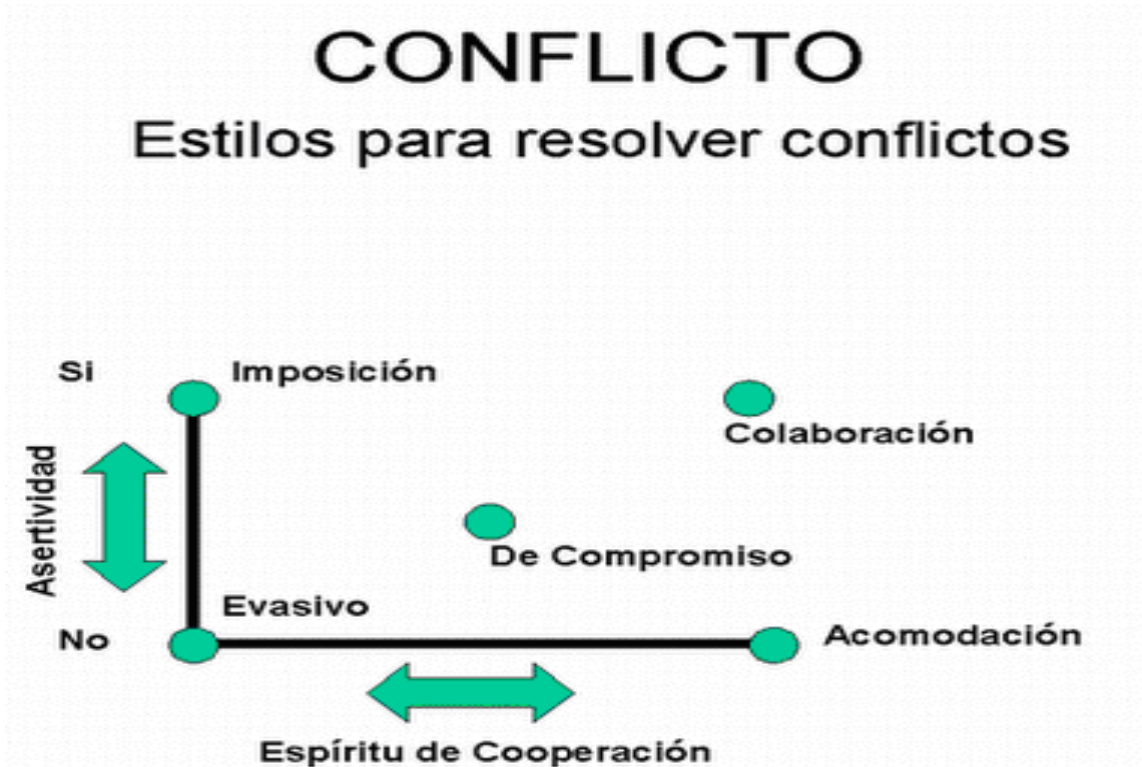 CONFLICTO
Estilos para resolver conflictos
Si
Imposición
Colaboración
Asertividad
De Compromiso
Evasivo
No
Acomodación
Espíritu de Cooperación